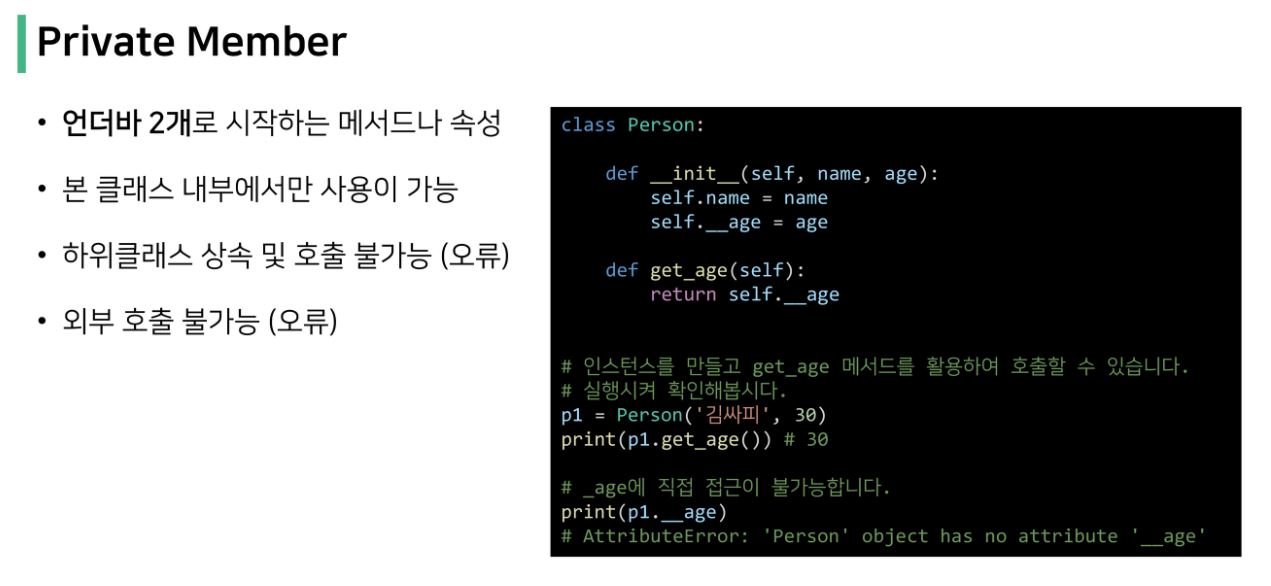 Private Member
• 언더바 2개로 시작하는 메서드나 속성
• 본 클래스 내부에서만 사용이 가능
• 하위클래스 상속 및 호출 불가능 (오류)
• 외부 호출 불가능 (오류)
class Person:
def __init__(self, name, age):
self.name = name
self.__age = age
def get_age(self):
return self.__age
# 인스턴스를 만들고 get_age 메서드를 활용하여 호출할 수 있습니다.
# 실행시켜 확인해봅시다.
p1 = Person('김싸피', 30)
print(p1.get_age()) # 30
# _age에 직접 접근이 불가능합니다.
print(p1.__age)
# AttributeError: 'Person' object has no attribute '__age'